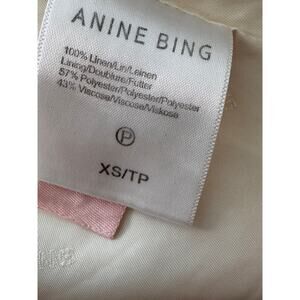 ANINE BING
100% Linen/Lin/Leinen
Lining/Doublure/Futter
57% Polyester/Polyester/Polyester
43% Viscose/Viscose/Viskose
P
XS/TP